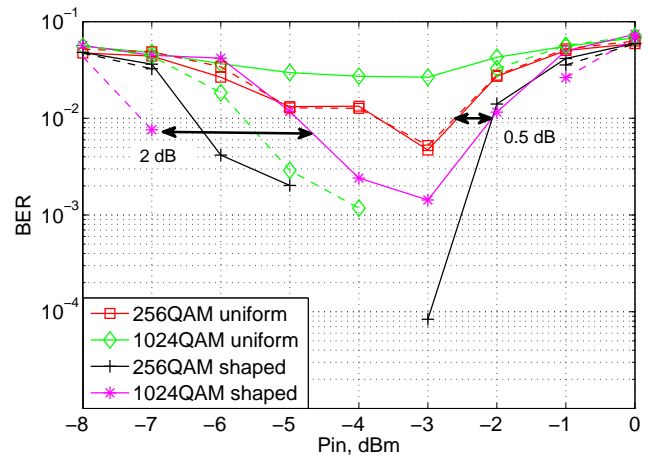 10^-1
10^-2
10^-3
10^-4
BER
2 dB
0.5 dB
256QAM uniform
1024QAM uniform
256QAM shaped
1024QAM shaped
−8 −7 −6 −5 −4 −3 −2 −1 0
Pin, dBm